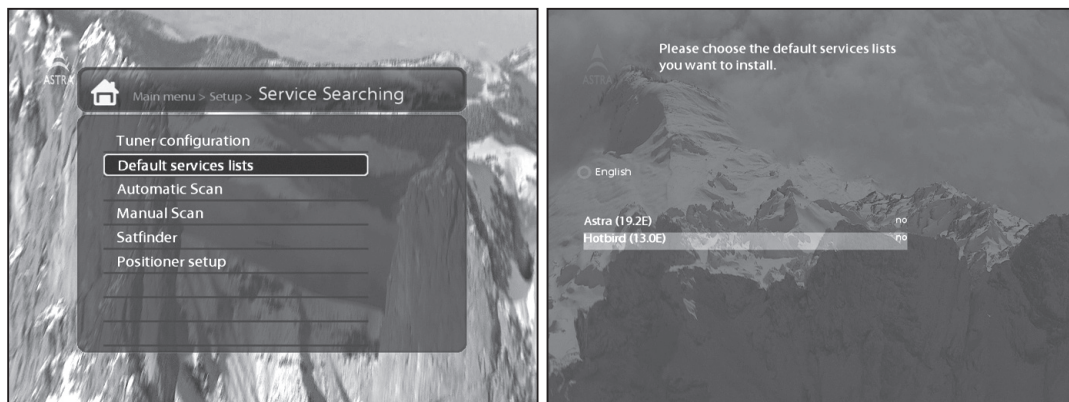 ASTRA
Main menu > Setup > Service Searching
Tuner configuration
Default services lists
Automatic Scan
Manual Scan
Satfinder
Positioner setup
ASTRA
Please choose the default services lists
you want to install.
English
Astra (19.2E) no
Hotbird (13.0E) no